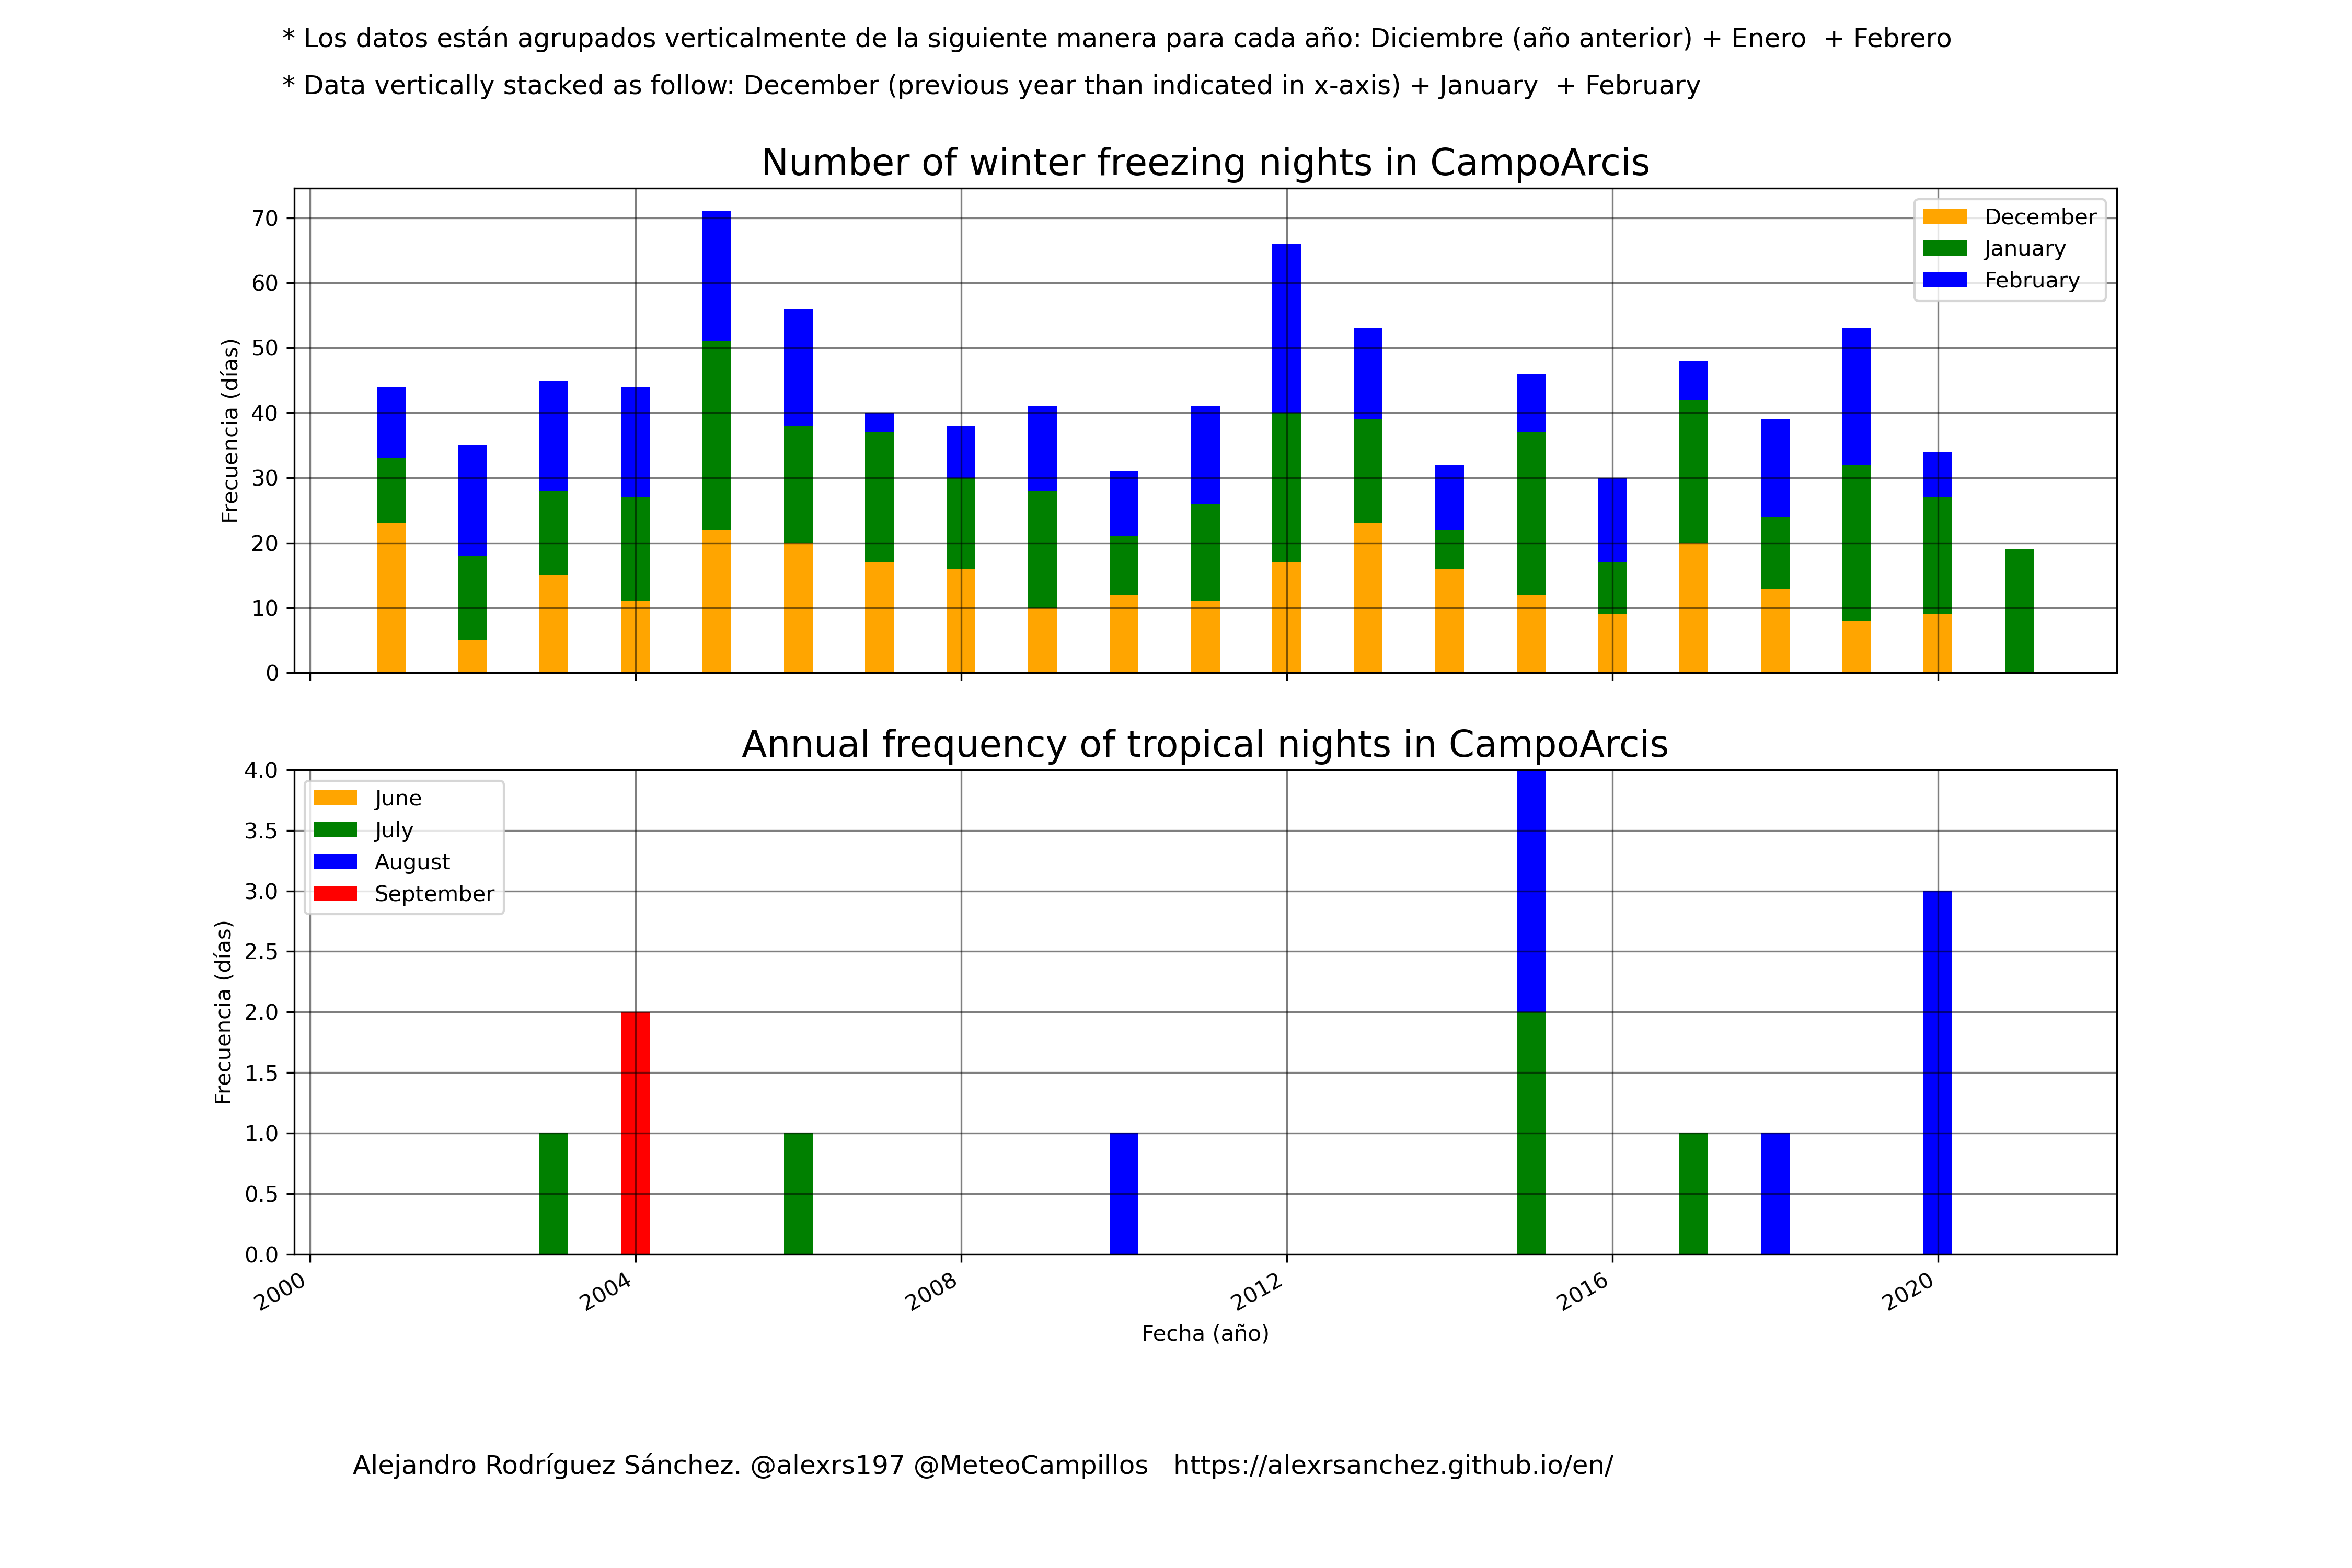 * Los datos están agrupados verticalmente de la siguiente manera para cada año: Diciembre (año anterior) + Enero  + Febrero
* Data vertically stacked as follow: December (previous year than indicated in x-axis) + January  + February
Number of winter freezing nights in CampoArcis
70
60
50
40
30
20
10
0
Frecuencia (días)
December
January
February
Annual frequency of tropical nights in CampoArcis
4.0
3.5
3.0
2.5
2.0
1.5
1.0
0.5
0.0
Frecuencia (días)
June
July
August
September
2000
2004
2008
2012
2016
2020
Fecha (año)
Alejandro Rodríguez Sánchez. @alexrs197 @MeteoCampillos   https://alexrsanchez.github.io/en/